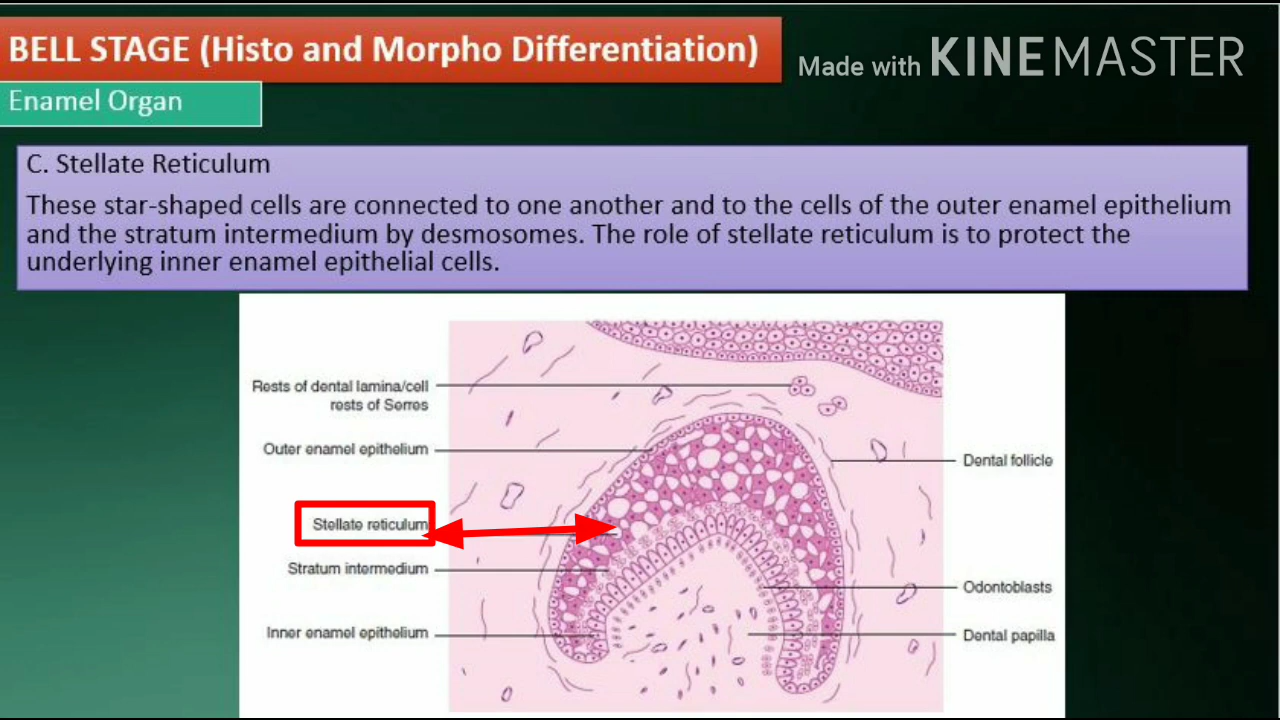 BELL STAGE (Histo and Morpho Differentiation)
Made with KINEMASTER
Enamel Organ
C. Stellate Reticulum
These star-shaped cells are connected to one another and to the cells of the outer enamel epithelium
and the stratum intermedium by desmosomes. The role of stellate reticulum is to protect the
underlying inner enamel epithelial cells.
Rests of dental lamina/cell
rests of Serres
Outer enamel epithelium
Dental follicle
Stellate reticulum
Stratum intermedium
Odontoblasts
Inner enamel epithelium
Dental papilla